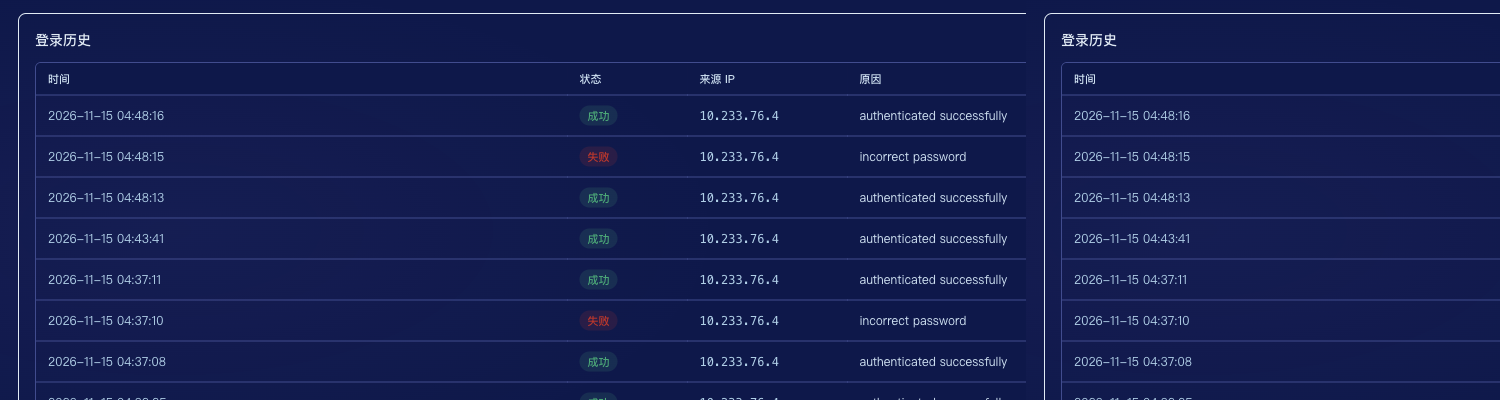 登录历史 登录历史
时间 状态 来源 IP 原因 时间
2026-11-15 04:48:16 成功 10.233.76.4 authenticated successfully 2026-11-15 04:48:16
2026-11-15 04:48:15 失败 10.233.76.4 incorrect password 2026-11-15 04:48:15
2026-11-15 04:48:13 成功 10.233.76.4 authenticated successfully 2026-11-15 04:48:13
2026-11-15 04:43:41 成功 10.233.76.4 authenticated successfully 2026-11-15 04:43:41
2026-11-15 04:37:11 成功 10.233.76.4 authenticated successfully 2026-11-15 04:37:11
2026-11-15 04:37:10 失败 10.233.76.4 incorrect password 2026-11-15 04:37:10
2026-11-15 04:37:08 成功 10.233.76.4 authenticated successfully 2026-11-15 04:37:08